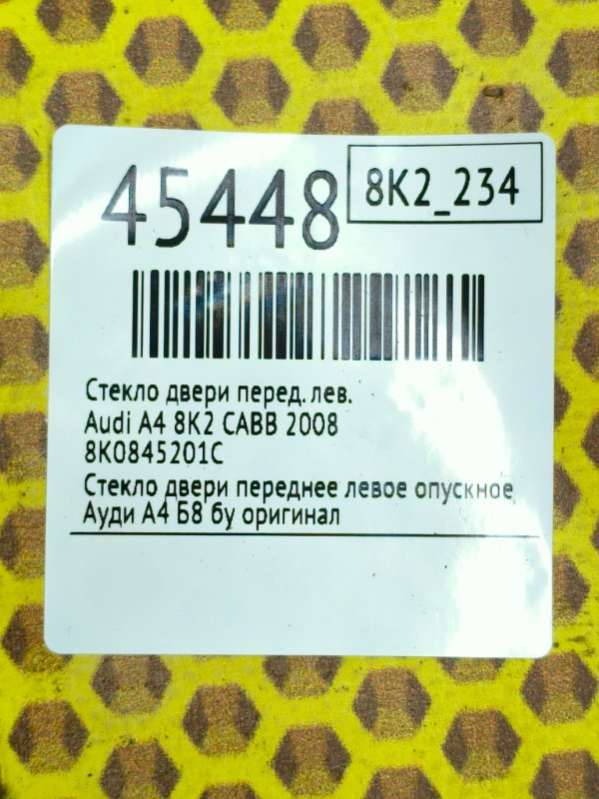 45448
8K2_234
Стекло двери перед. лев.
Audi A4 8K2 CABB 2008
8K0845201C
Стекло двери переднее левое опускное
Ауди А4 Б8 бу оригинал